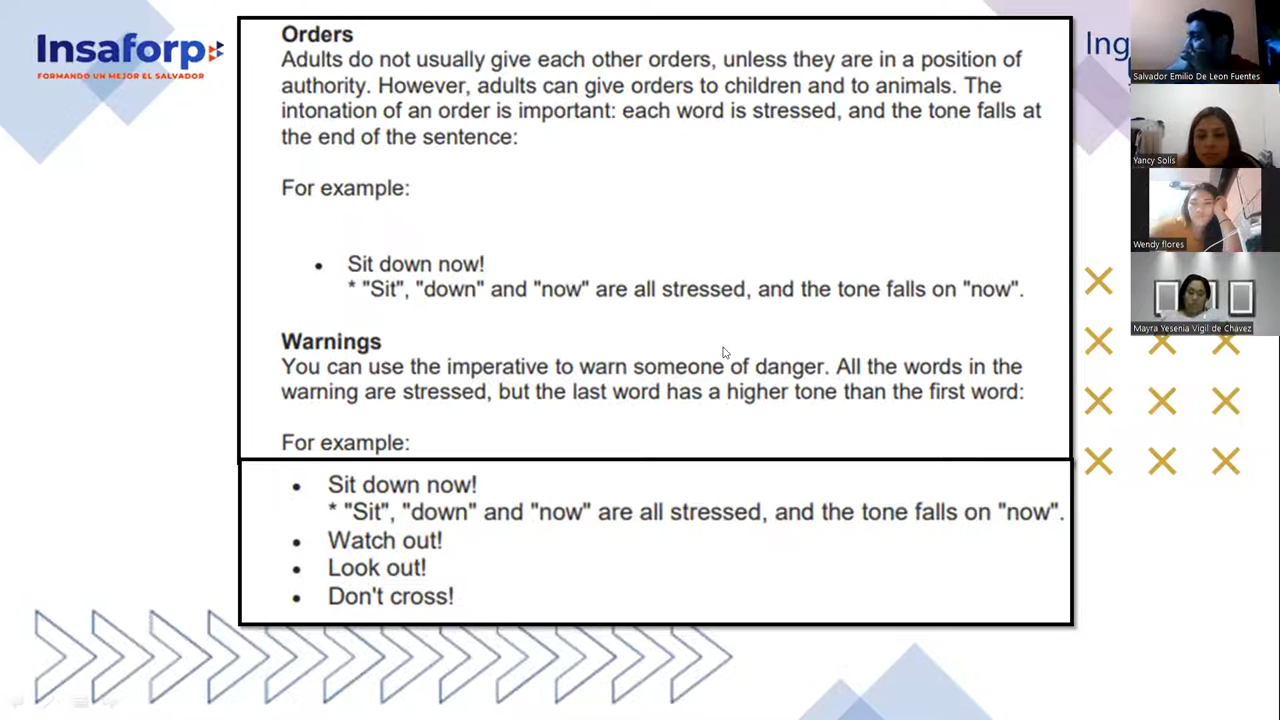 Insaforp
FORMANDO UN MEJOR EL SALVADOR
Orders
Adults do not usually give each other orders, unless they are in a position of
authority. However, adults can give orders to children and to animals. The
intonation of an order is important: each word is stressed, and the tone falls at
the end of the sentence:
For example:
• Sit down now!
* "Sit", "down" and "now" are all stressed, and the tone falls on "now".
Warnings
You can use the imperative to warn someone of danger. All the words in the
warning are stressed, but the last word has a higher tone than the first word:
For example:
• Sit down now!
* "Sit", "down" and "now" are all stressed, and the tone falls on "now".
• Watch out!
• Look out!
• Don't cross!
Ing
Salvador Emilio De Leon Fuentes
Yancy Solis
Wendy flores
Mayra Yesenia Vigil de Chávez